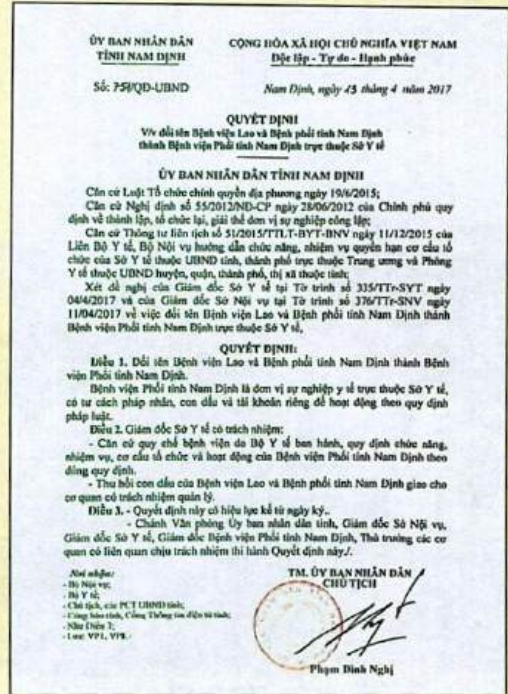 ỦY BAN NHÂN DÂN
TỈNH NAM ĐỊNH
CỘNG HÒA XÃ HỘI CHỦ NGHĨA VIỆT NAM
Độc lập - Tự do - Hạnh phúc
Số: 754/QĐ-UBND
Nam Định, ngày 13 tháng 4 năm 2017
QUYẾT ĐỊNH
V/v đổi tên Bệnh viện Lao và Bệnh phổi tỉnh Nam Định
thành Bệnh viện Phổi tỉnh Nam Định trực thuộc Sở Y tế
ỦY BAN NHÂN DÂN TỈNH NAM ĐỊNH
Căn cứ Luật Tổ chức chính quyền địa phương ngày 19/6/2015;
Căn cứ Nghị định số 55/2012/NĐ-CP ngày 28/06/2012 của Chính phủ quy
định về thành lập, tổ chức lại, giải thể đơn vị sự nghiệp công lập;
Căn cứ Thông tư liên tịch số 51/2015/TTLT-BYT-BNV ngày 11/12/2015 của
Liên Bộ Y tế, Bộ Nội vụ hướng dẫn chức năng, nhiệm vụ quyền hạn cơ cấu tổ
chức của Sở Y tế thuộc UBND tỉnh, thành phố trực thuộc Trung ương và Phòng
Y tế thuộc UBND huyện, quận, thành phố, thị xã thuộc tỉnh;
Xét đề nghị của Giám đốc Sở Y tế tại Tờ trình số 335/TTr-SYT ngày
04/4/2017 và của Giám đốc Sở Nội vụ tại Tờ trình số 376/TTr-SNV ngày
11/04/2017 về việc đổi tên Bệnh viện Lao và Bệnh phổi tỉnh Nam Định thành
Bệnh viện Phổi tỉnh Nam Định trực thuộc Sở Y tế,
QUYẾT ĐỊNH:
Điều 1. Đổi tên Bệnh viện Lao và Bệnh phổi tỉnh Nam Định thành Bệnh
viện Phổi tỉnh Nam Định.
Bệnh viện Phổi tỉnh Nam Định là đơn vị sự nghiệp y tế trực thuộc Sở Y tế,
có tư cách pháp nhân, con dấu và tài khoản riêng để hoạt động theo quy định
pháp luật.
Điều 2. Giám đốc Sở Y tế có trách nhiệm:
- Căn cứ quy chế bệnh viện do Bộ Y tế ban hành, quy định chức năng,
nhiệm vụ, cơ cấu tổ chức và hoạt động của Bệnh viện Phổi tỉnh Nam Định theo
đúng quy định.
- Thu hồi con dấu của Bệnh viện Lao và Bệnh phổi tỉnh Nam Định giao cho
cơ quan có trách nhiệm quản lý.
Điều 3. - Quyết định này có hiệu lực kể từ ngày ký..
- Chánh Văn phòng Ủy ban nhân dân tỉnh, Giám đốc Sở Nội vụ,
Giám đốc Sở Y tế, Giám đốc Bệnh viện Phổi tỉnh Nam Định, Thủ trưởng các cơ
quan có liên quan chịu trách nhiệm thi hành Quyết định này./.
Nơi nhận:
- Bộ Nội vụ;
- Bộ Y tế;
- Chủ tịch, các PCT UBND tỉnh;
- Công báo tỉnh, Cổng Thông tin điện tử tỉnh;
- Như Điều 3;
- Lưu: VP1, VP8.
TM. ỦY BAN NHÂN DÂN
CHỦ TỊCH
Phạm Đình Nghị